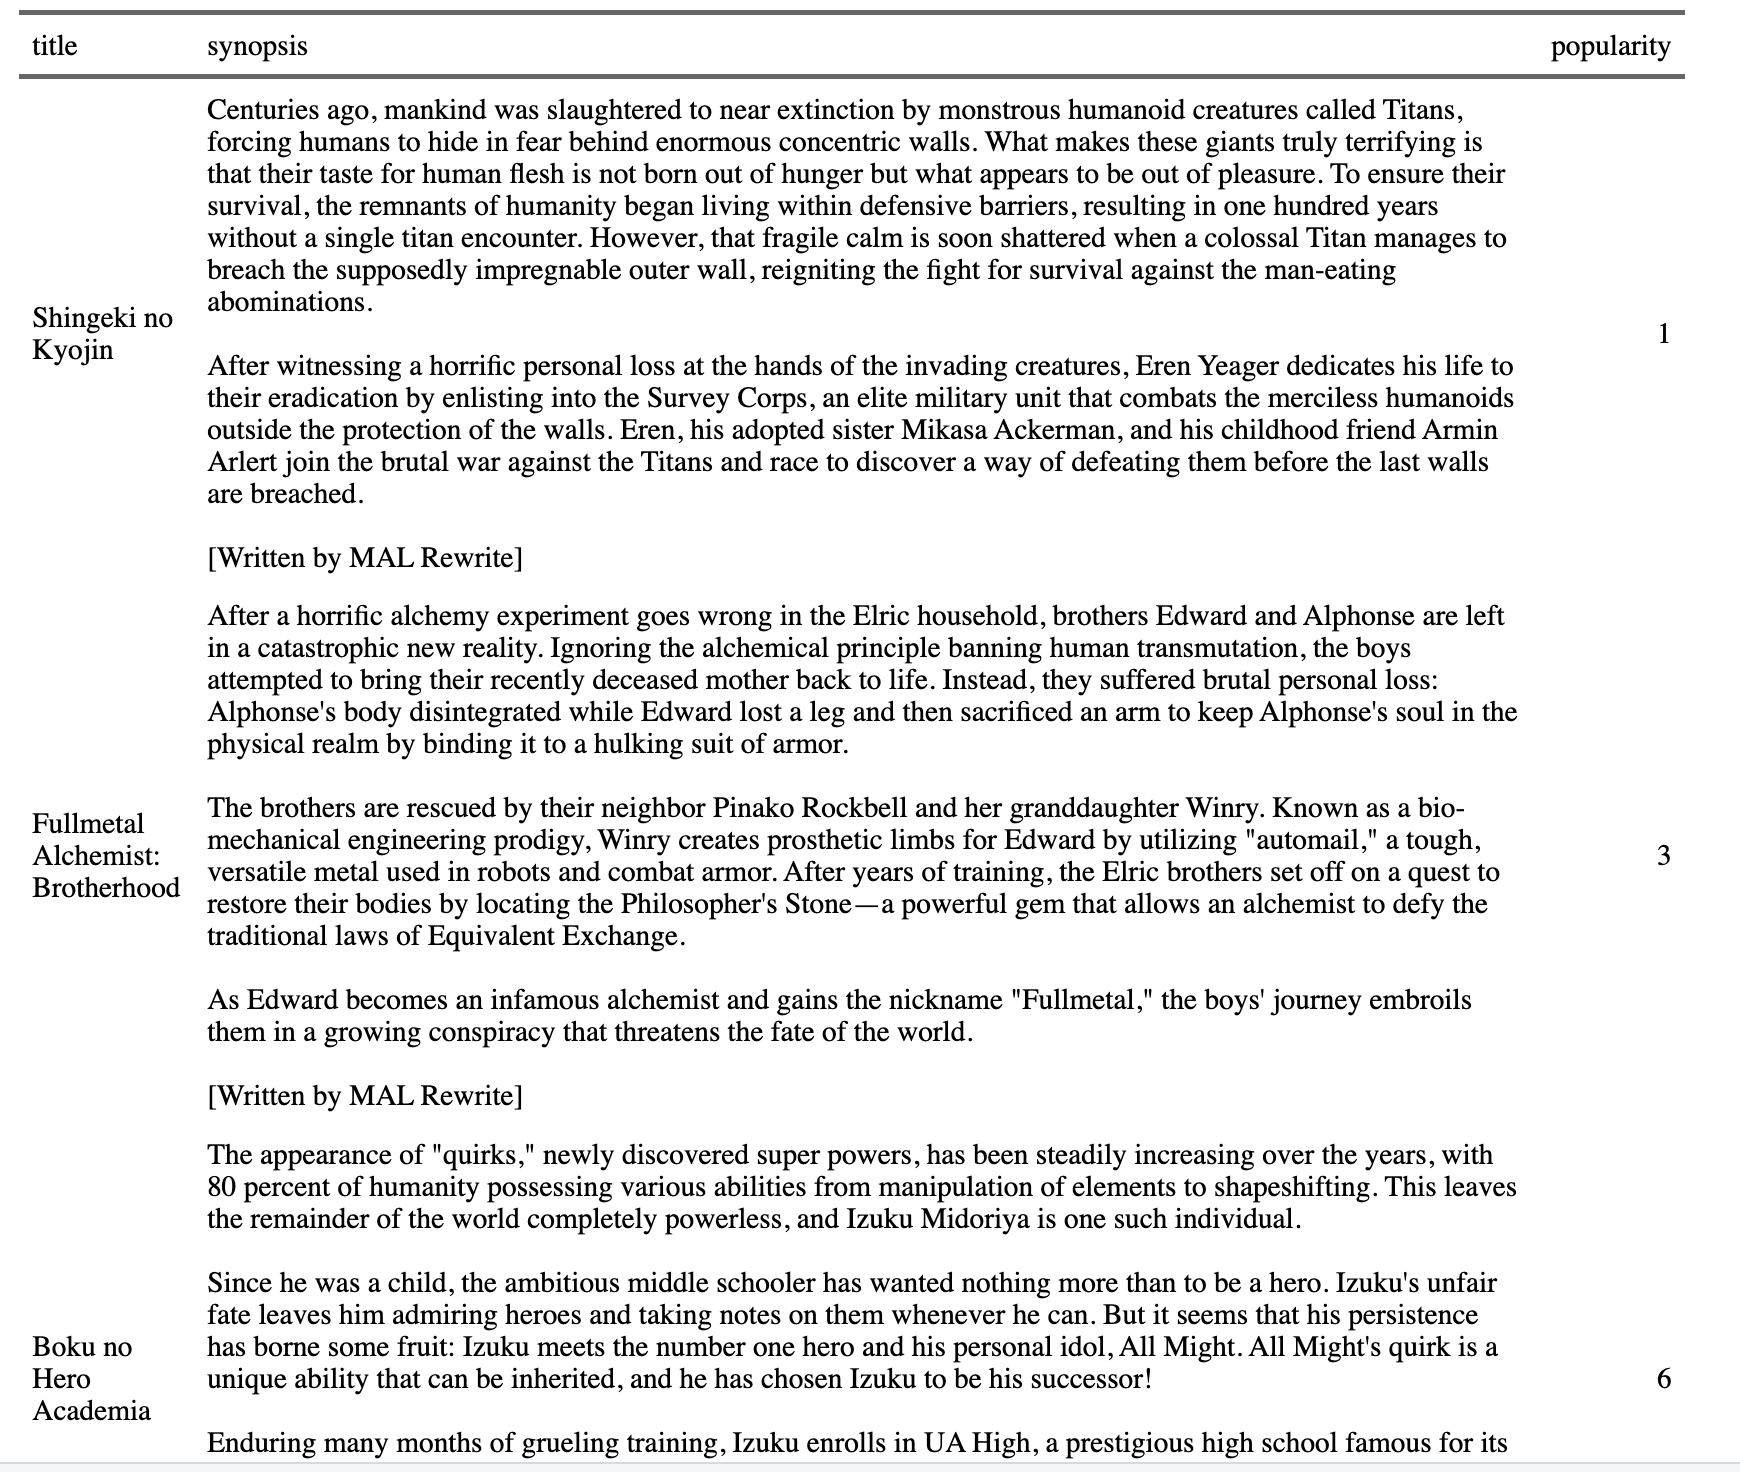 title synopsis popularity
Centuries ago, mankind was slaughtered to near extinction by monstrous humanoid creatures called Titans,
forcing humans to hide in fear behind enormous concentric walls. What makes these giants truly terrifying is
that their taste for human flesh is not born out of hunger but what appears to be out of pleasure. To ensure their
survival, the remnants of humanity began living within defensive barriers, resulting in one hundred years
without a single titan encounter. However, that fragile calm is soon shattered when a colossal Titan manages to
breach the supposedly impregnable outer wall, reigniting the fight for survival against the man-eating
abominations.
Shingeki no
Kyojin
1
After witnessing a horrific personal loss at the hands of the invading creatures, Eren Yeager dedicates his life to
their eradication by enlisting into the Survey Corps, an elite military unit that combats the merciless humanoids
outside the protection of the walls. Eren, his adopted sister Mikasa Ackerman, and his childhood friend Armin
Arlert join the brutal war against the Titans and race to discover a way of defeating them before the last walls
are breached.
[Written by MAL Rewrite]
After a horrific alchemy experiment goes wrong in the Elric household, brothers Edward and Alphonse are left
in a catastrophic new reality. Ignoring the alchemical principle banning human transmutation, the boys
attempted to bring their recently deceased mother back to life. Instead, they suffered brutal personal loss:
Alphonse's body disintegrated while Edward lost a leg and then sacrificed an arm to keep Alphonse's soul in the
physical realm by binding it to a hulking suit of armor.
Fullmetal
Alchemist:
Brotherhood
3
The brothers are rescued by their neighbor Pinako Rockbell and her granddaughter Winry. Known as a bio-
mechanical engineering prodigy, Winry creates prosthetic limbs for Edward by utilizing "automail," a tough,
versatile metal used in robots and combat armor. After years of training, the Elric brothers set off on a quest to
restore their bodies by locating the Philosopher's Stone—a powerful gem that allows an alchemist to defy the
traditional laws of Equivalent Exchange.
As Edward becomes an infamous alchemist and gains the nickname "Fullmetal," the boys' journey embroils
them in a growing conspiracy that threatens the fate of the world.
[Written by MAL Rewrite]
The appearance of "quirks," newly discovered super powers, has been steadily increasing over the years, with
80 percent of humanity possessing various abilities from manipulation of elements to shapeshifting. This leaves
the remainder of the world completely powerless, and Izuku Midoriya is one such individual.
Since he was a child, the ambitious middle schooler has wanted nothing more than to be a hero. Izuku's unfair
fate leaves him admiring heroes and taking notes on them whenever he can. But it seems that his persistence
has borne some fruit: Izuku meets the number one hero and his personal idol, All Might. All Might's quirk is a
unique ability that can be inherited, and he has chosen Izuku to be his successor!
Boku no
Hero
Academia
6
Enduring many months of grueling training, Izuku enrolls in UA High, a prestigious high school famous for its